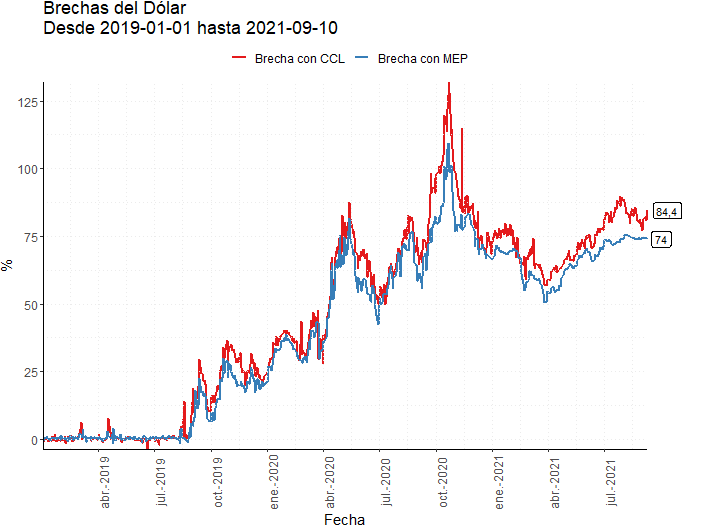 Brechas del Dólar
Desde 2019-01-01 hasta 2021-09-10
Brecha con CCL
Brecha con MEP
%
125
100
75
50
25
0
84,4
74
abr.-2019
jul.-2019
oct.-2019
ene.-2020
abr.-2020
jul.-2020
oct.-2020
ene.-2021
abr.-2021
jul.-2021
Fecha